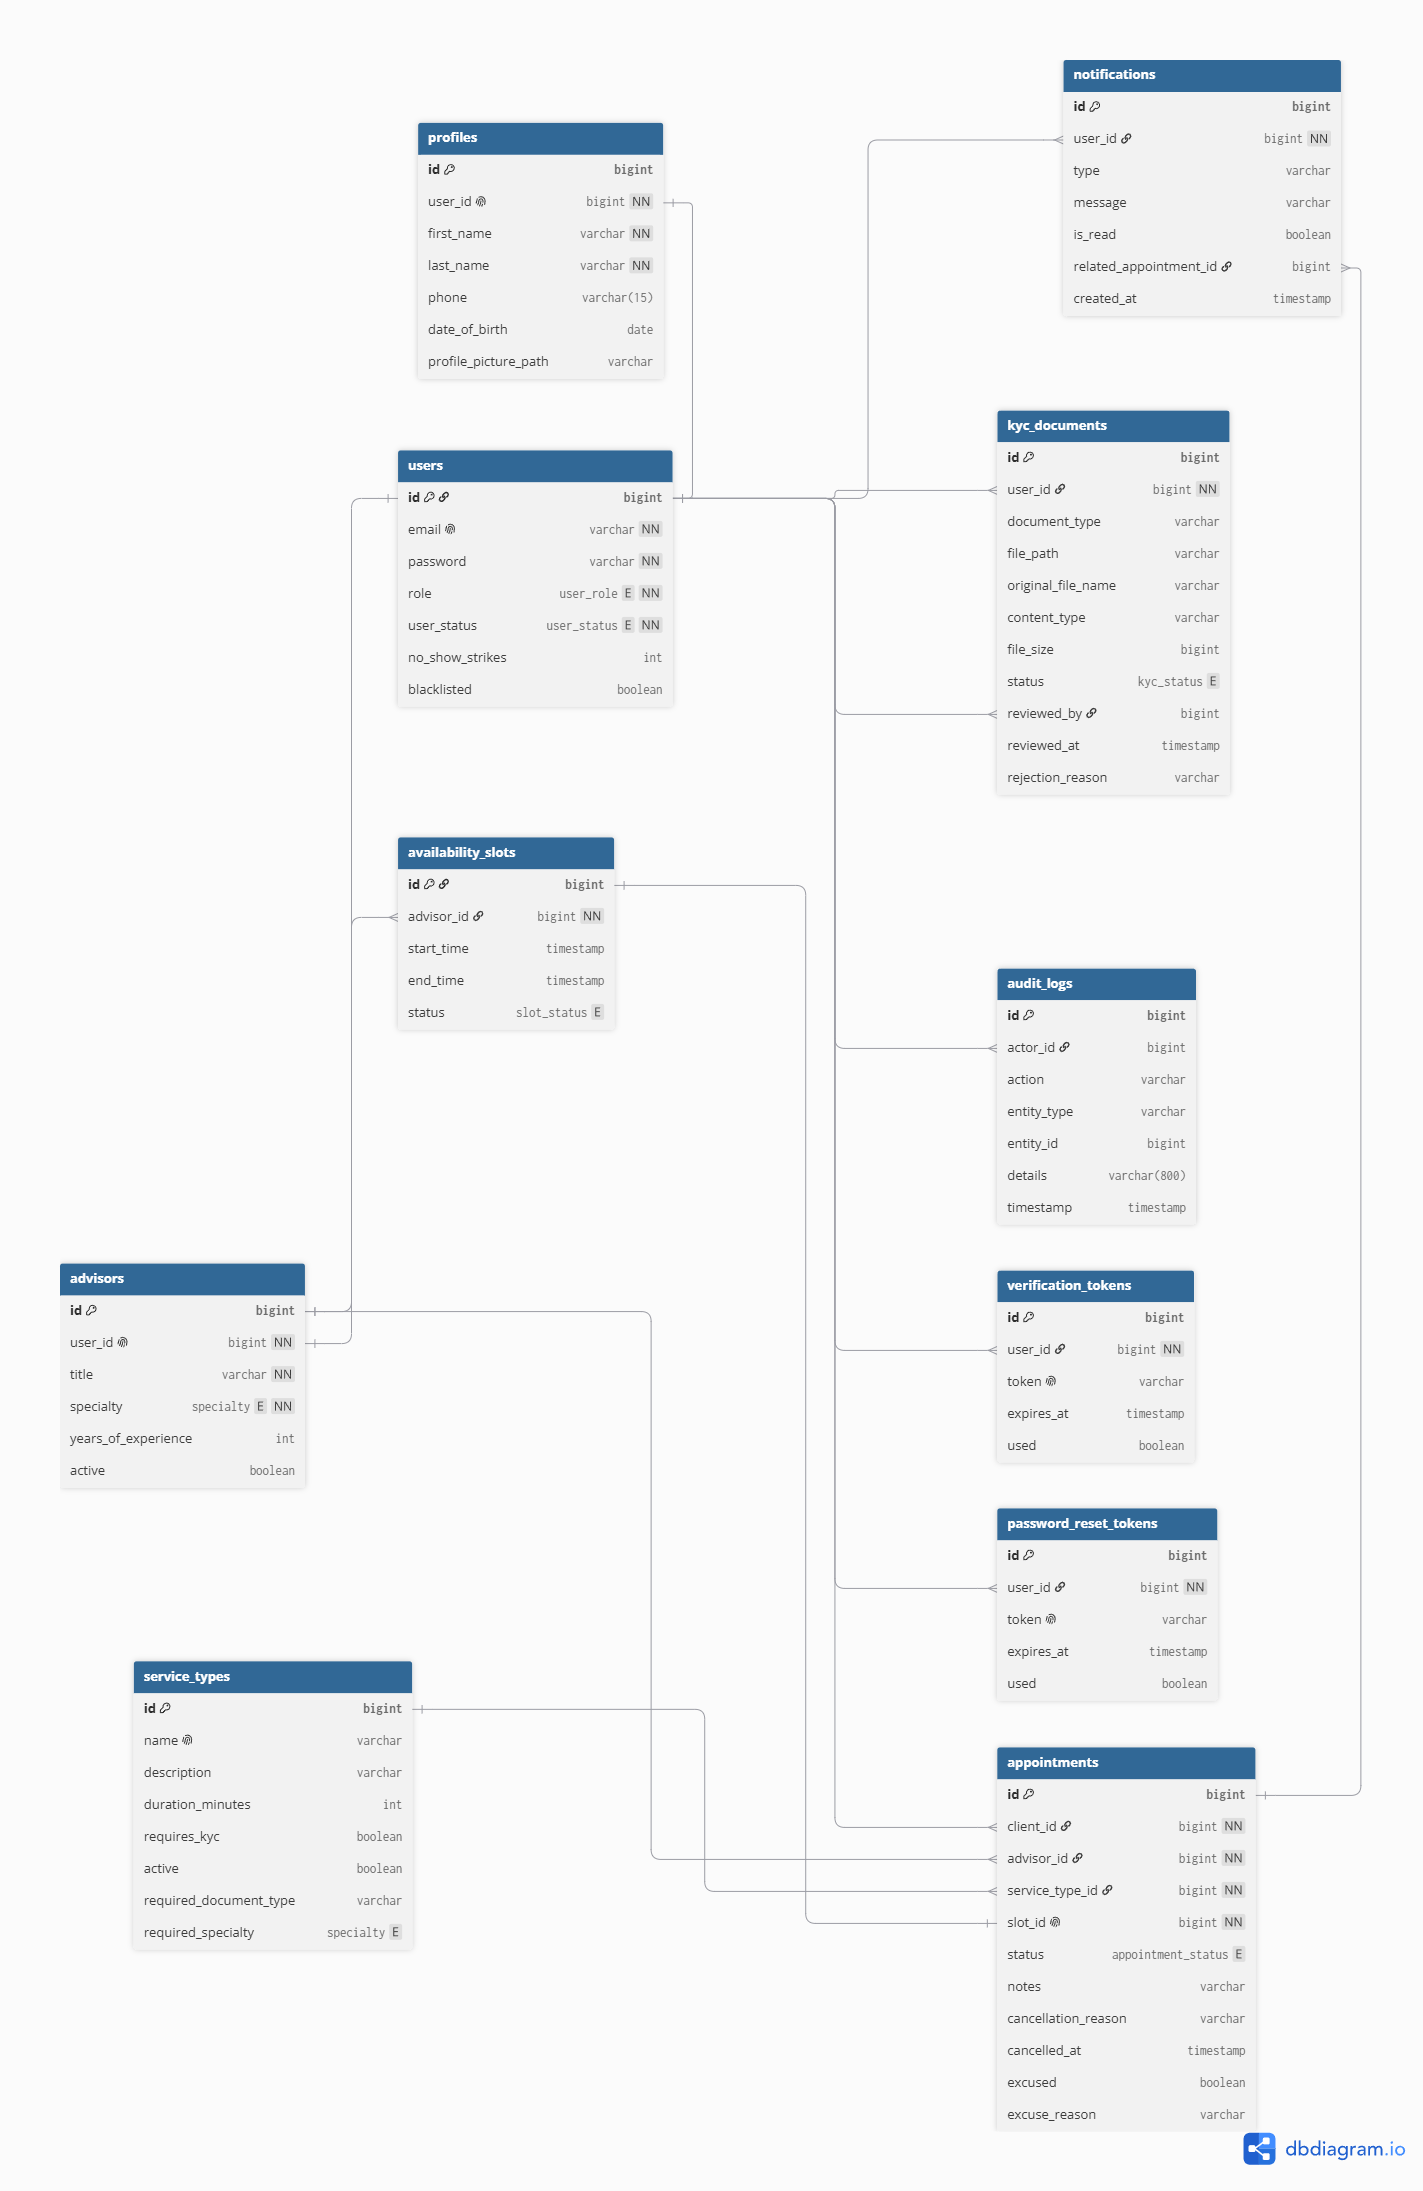 notifications
id bigint
user_id bigint NN
type varchar
message varchar
is_read boolean
related_appointment_id bigint
created_at timestamp
profiles
id bigint
user_id bigint NN
first_name varchar NN
last_name varchar NN
phone varchar(15)
date_of_birth date
profile_picture_path varchar
kyc_documents
id bigint
user_id bigint NN
document_type varchar
file_path varchar
original_file_name varchar
content_type varchar
file_size bigint
status kyc_status E
reviewed_by bigint
reviewed_at timestamp
rejection_reason varchar
users
id bigint
email varchar NN
password varchar NN
role user_role E NN
user_status user_status E NN
no_show_strikes int
blacklisted boolean
availability_slots
id bigint
advisor_id bigint NN
start_time timestamp
end_time timestamp
status slot_status E
audit_logs
id bigint
actor_id bigint
action varchar
entity_type varchar
entity_id bigint
details varchar(800)
timestamp timestamp
advisors
id bigint
user_id bigint NN
title varchar NN
specialty specialty E NN
years_of_experience int
active boolean
verification_tokens
id bigint
user_id bigint NN
token varchar
expires_at timestamp
used boolean
password_reset_tokens
id bigint
user_id bigint NN
token varchar
expires_at timestamp
used boolean
service_types
id bigint
name varchar
description varchar
duration_minutes int
requires_kyc boolean
active boolean
required_document_type varchar
required_specialty specialty E
appointments
id bigint
client_id bigint NN
advisor_id bigint NN
service_type_id bigint NN
slot_id bigint NN
status appointment_status E
notes varchar
cancellation_reason varchar
cancelled_at timestamp
excused boolean
excuse_reason varchar
dbdiagram.io